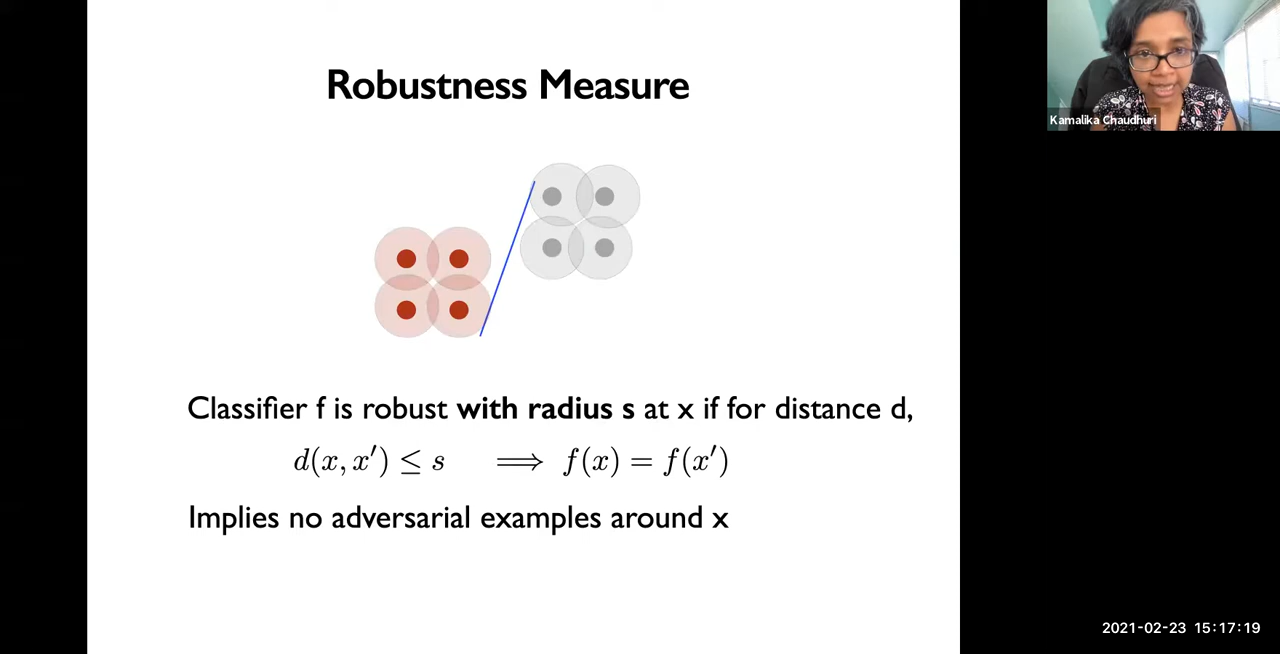 Robustness Measure
Kamalika Chaudhuri
Classifier f is robust with radius s at x if for distance d,
d(x, x′) ≤ s ⟹ f(x) = f(x′)
Implies no adversarial examples around x
2021-02-23 15:17:19